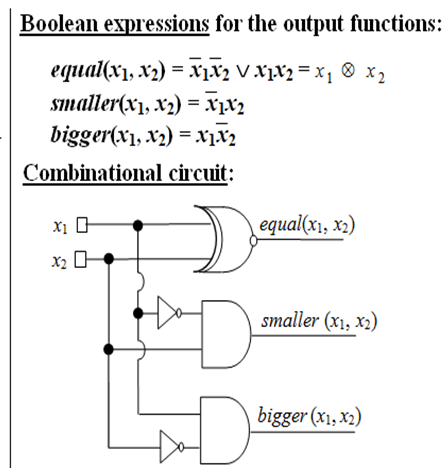 Boolean expressions for the output functions:
equal(x₁, x₂) = x̅₁x̅₂ ∨ x₁x₂ = x₁ ⊗ x₂
smaller(x₁, x₂) = x̅₁x₂
bigger(x₁, x₂) = x₁x̅₂
Combinational circuit:
x₁
equal(x₁, x₂)
x₂
smaller (x₁, x₂)
bigger (x₁, x₂)